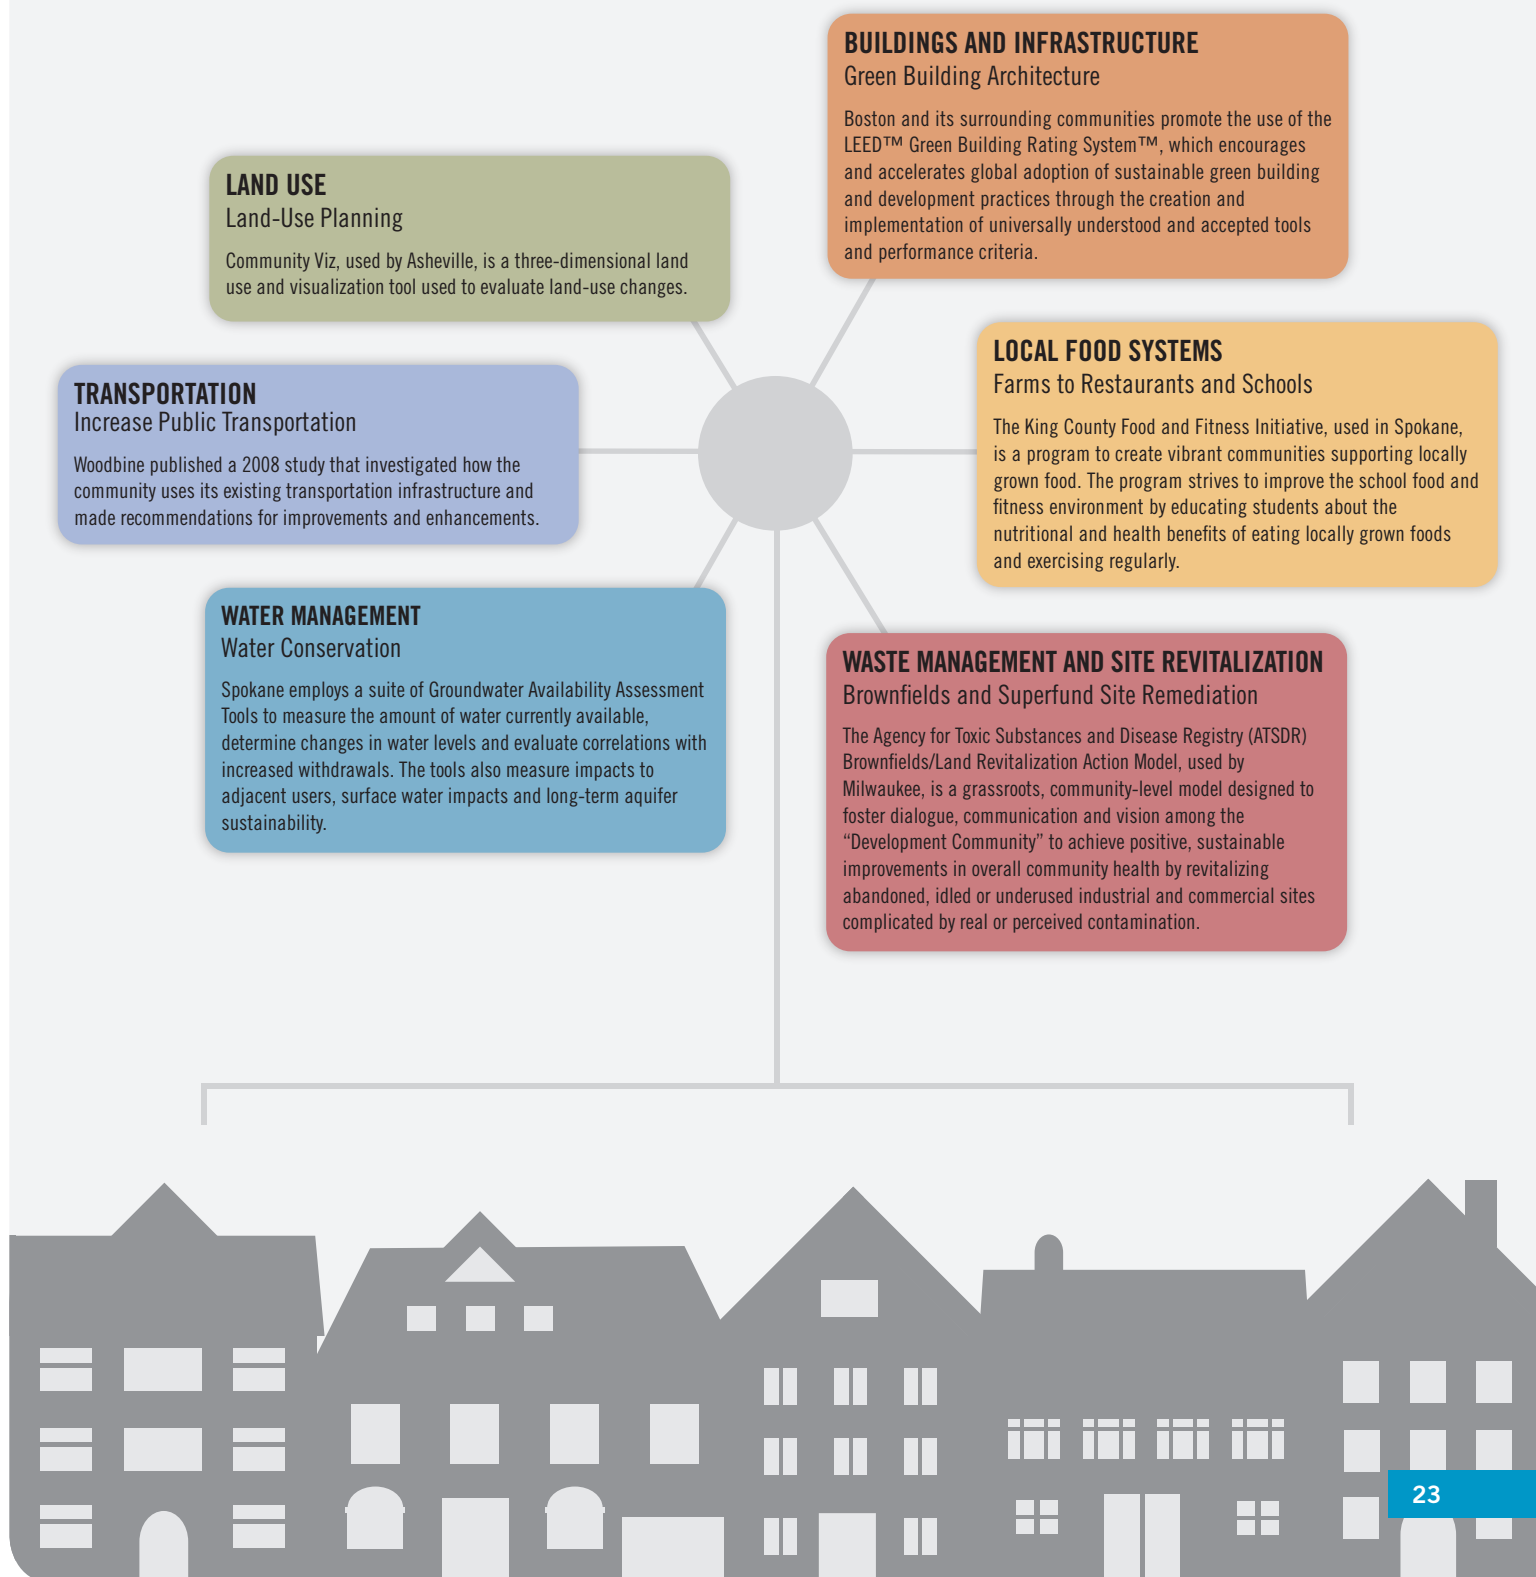 BUILDINGS AND INFRASTRUCTURE
Green Building Architecture
Boston and its surrounding communities promote the use of the
LEED™ Green Building Rating System™, which encourages
and accelerates global adoption of sustainable green building
and development practices through the creation and
implementation of universally understood and accepted tools
and performance criteria.
LAND USE
Land-Use Planning
Community Viz, used by Asheville, is a three-dimensional land
use and visualization tool used to evaluate land-use changes.
LOCAL FOOD SYSTEMS
Farms to Restaurants and Schools
The King County Food and Fitness Initiative, used in Spokane,
is a program to create vibrant communities supporting locally
grown food. The program strives to improve the school food and
fitness environment by educating students about the
nutritional and health benefits of eating locally grown foods
and exercising regularly.
TRANSPORTATION
Increase Public Transportation
Woodbine published a 2008 study that investigated how the
community uses its existing transportation infrastructure and
made recommendations for improvements and enhancements.
WATER MANAGEMENT
Water Conservation
Spokane employs a suite of Groundwater Availability Assessment
Tools to measure the amount of water currently available,
determine changes in water levels and evaluate correlations with
increased withdrawals. The tools also measure impacts to
adjacent users, surface water impacts and long-term aquifer
sustainability.
WASTE MANAGEMENT AND SITE REVITALIZATION
Brownfields and Superfund Site Remediation
The Agency for Toxic Substances and Disease Registry (ATSDR)
Brownfields/Land Revitalization Action Model, used by
Milwaukee, is a grassroots, community-level model designed to
foster dialogue, communication and vision among the
“Development Community” to achieve positive, sustainable
improvements in overall community health by revitalizing
abandoned, idled or underused industrial and commercial sites
complicated by real or perceived contamination.
23